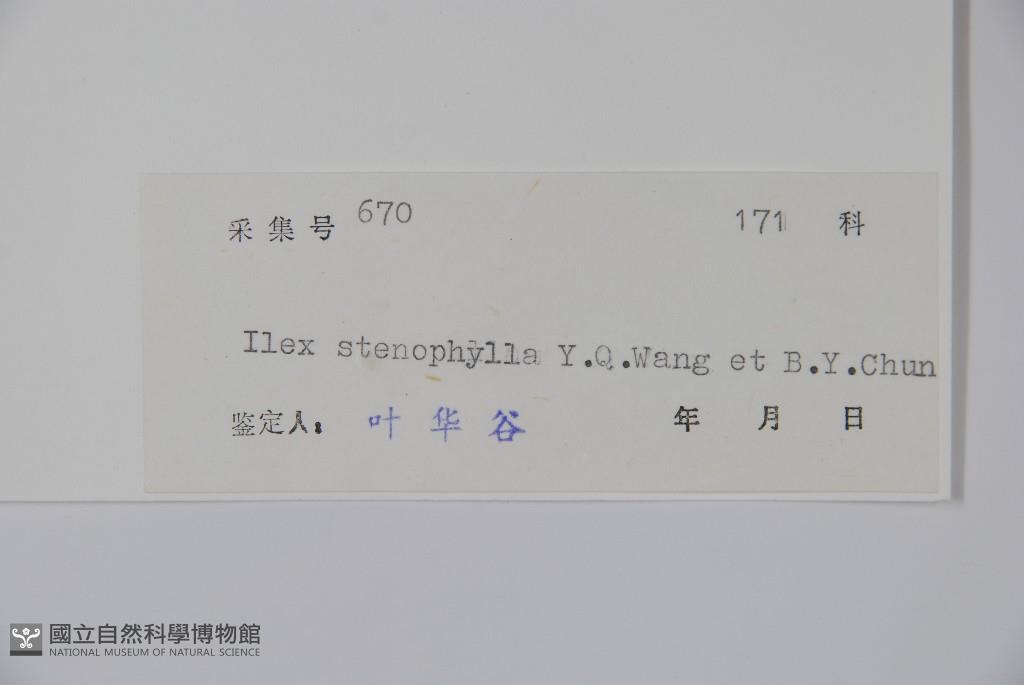 采集号 670 171 科
Ilex stenophylla Y.Q.Wang et B.Y.Chun
鉴定人: 叶华谷 年 月 日
國立自然科學博物館
NATIONAL MUSEUM OF NATURAL SCIENCE